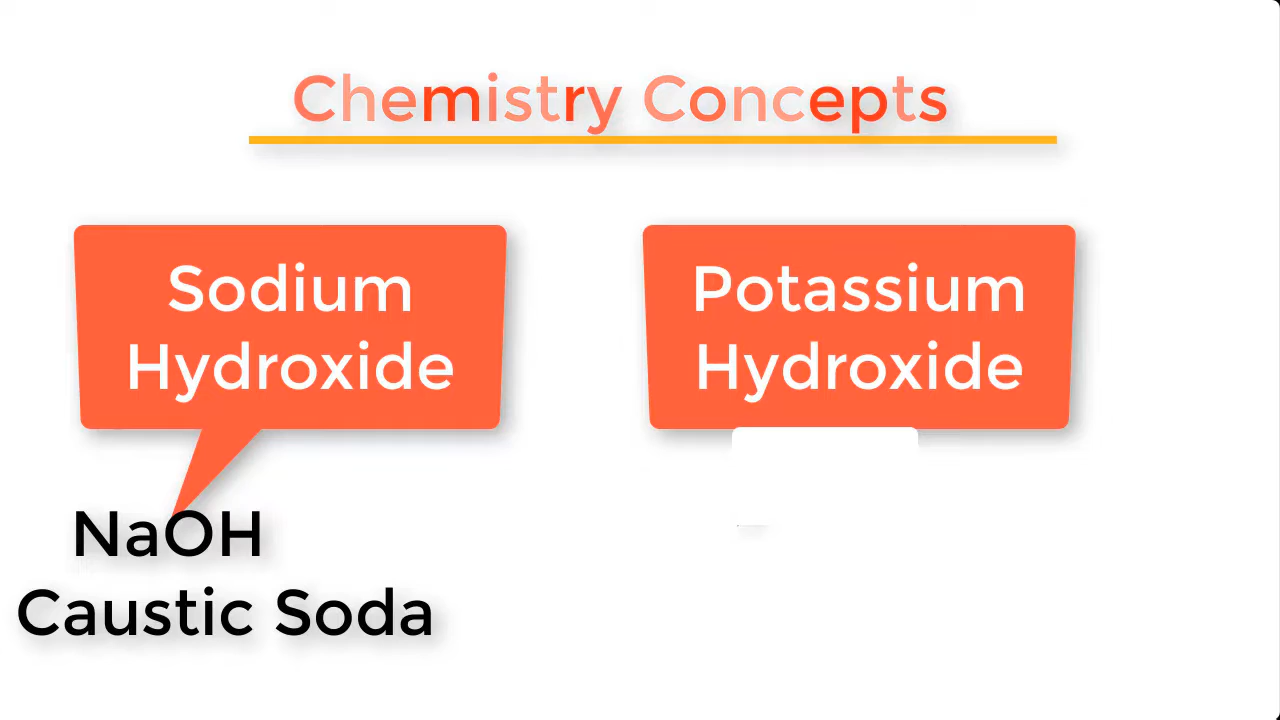 Chemistry Concepts
Sodium
Hydroxide
Potassium
Hydroxide
NaOH
Caustic Soda